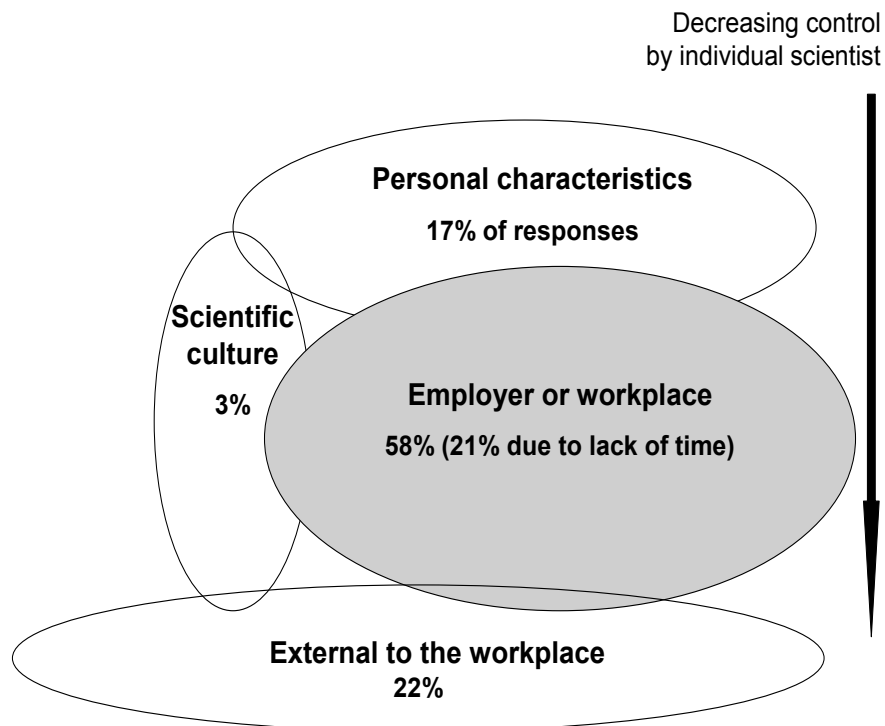 Decreasing control
by individual scientist
Personal characteristics
17% of responses
Scientific
culture
3%
Employer or workplace
58% (21% due to lack of time)
External to the workplace
22%